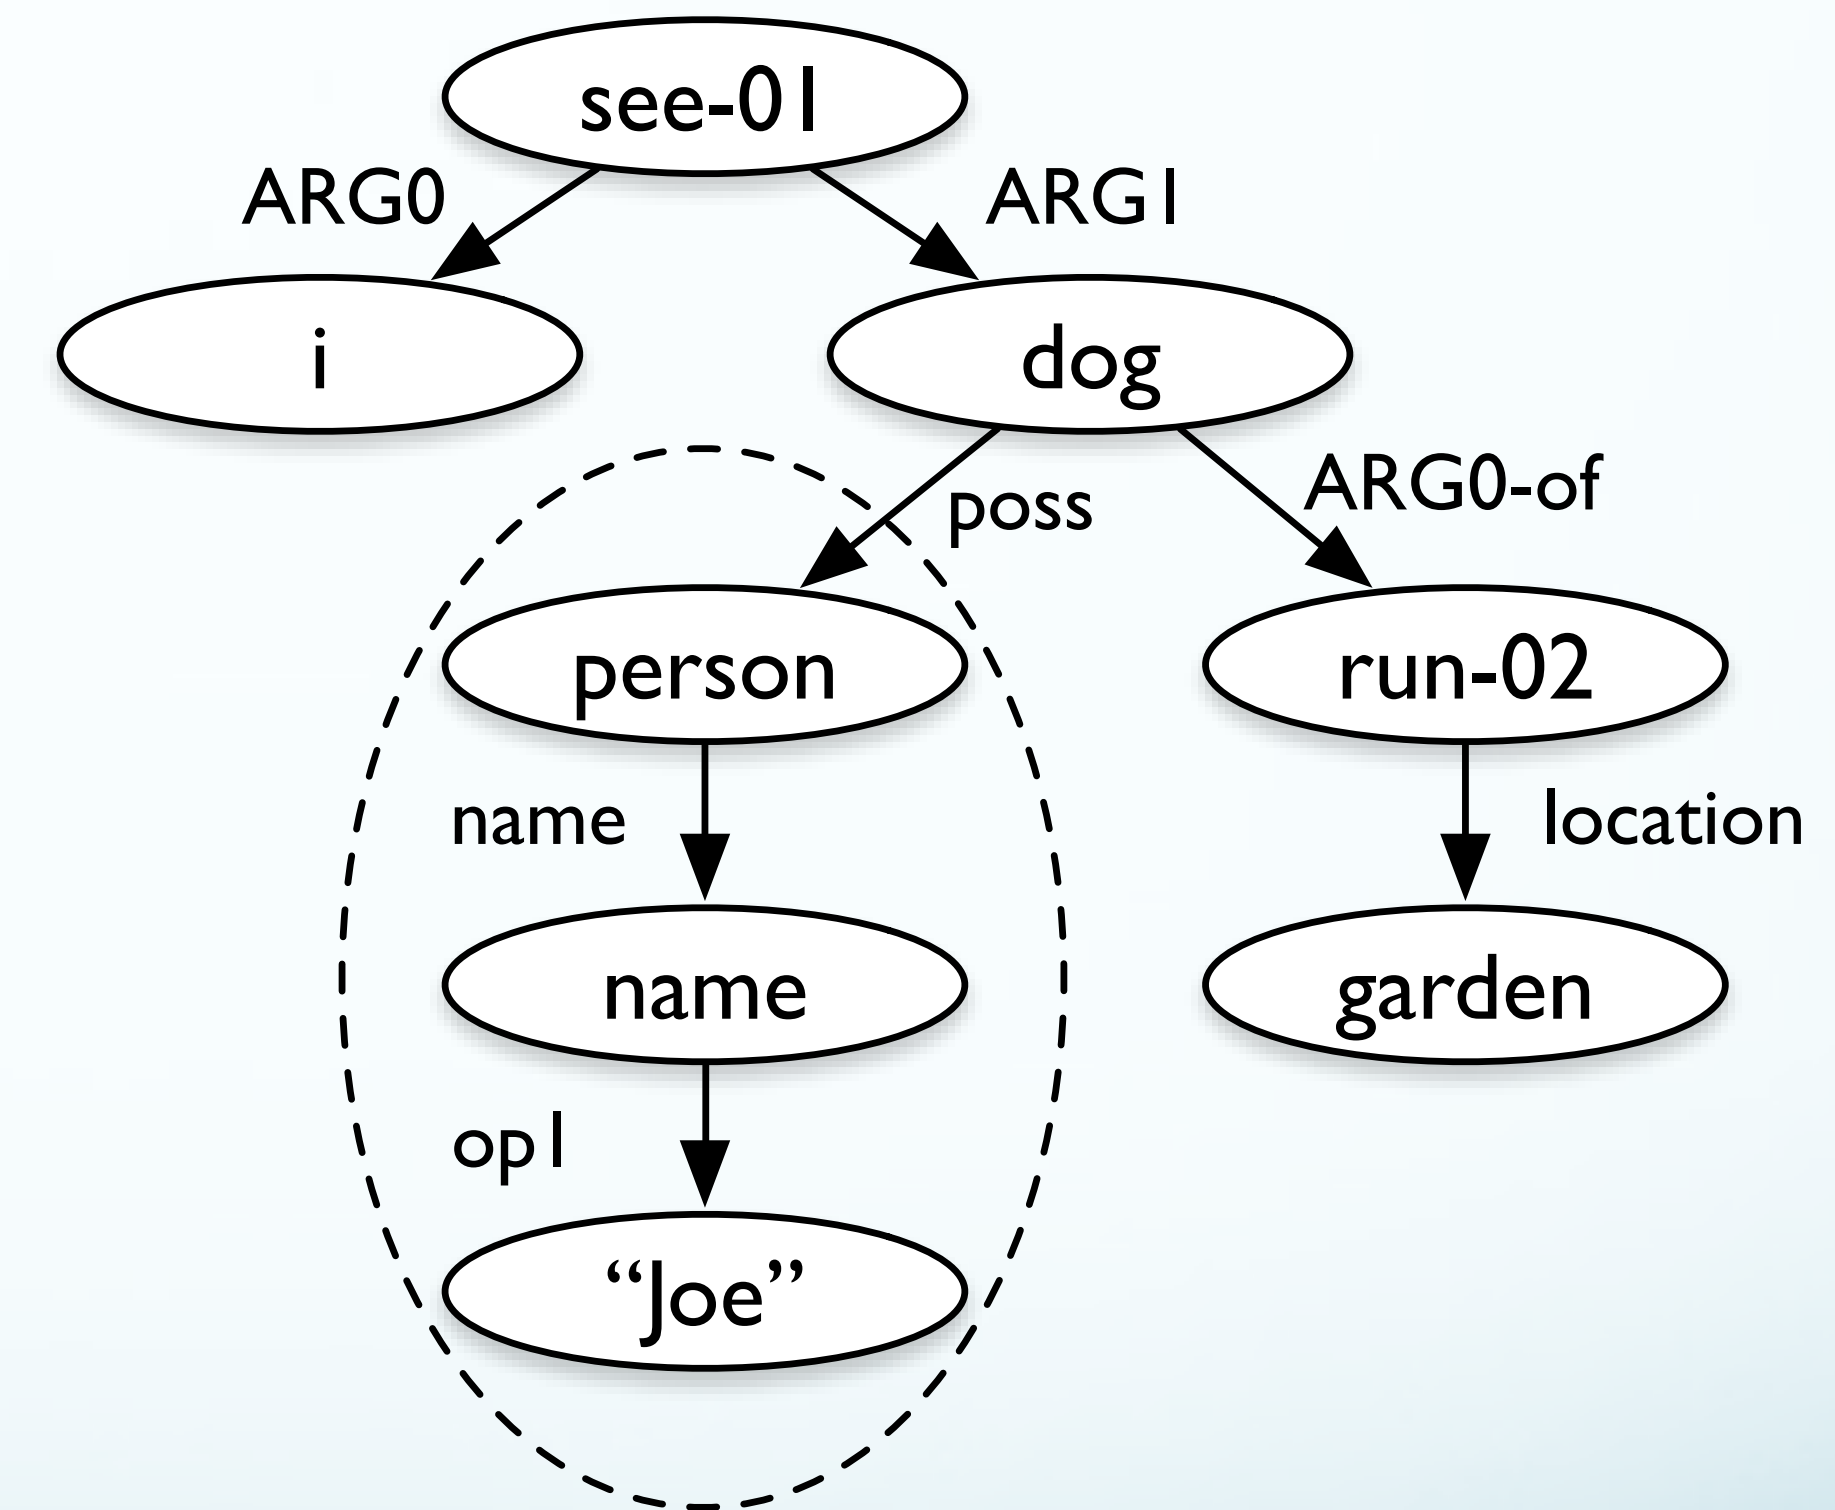 see-01
ARG0
ARG1
i
dog
poss
ARG0-of
person
run-02
name
location
name
garden
op1
“Joe”